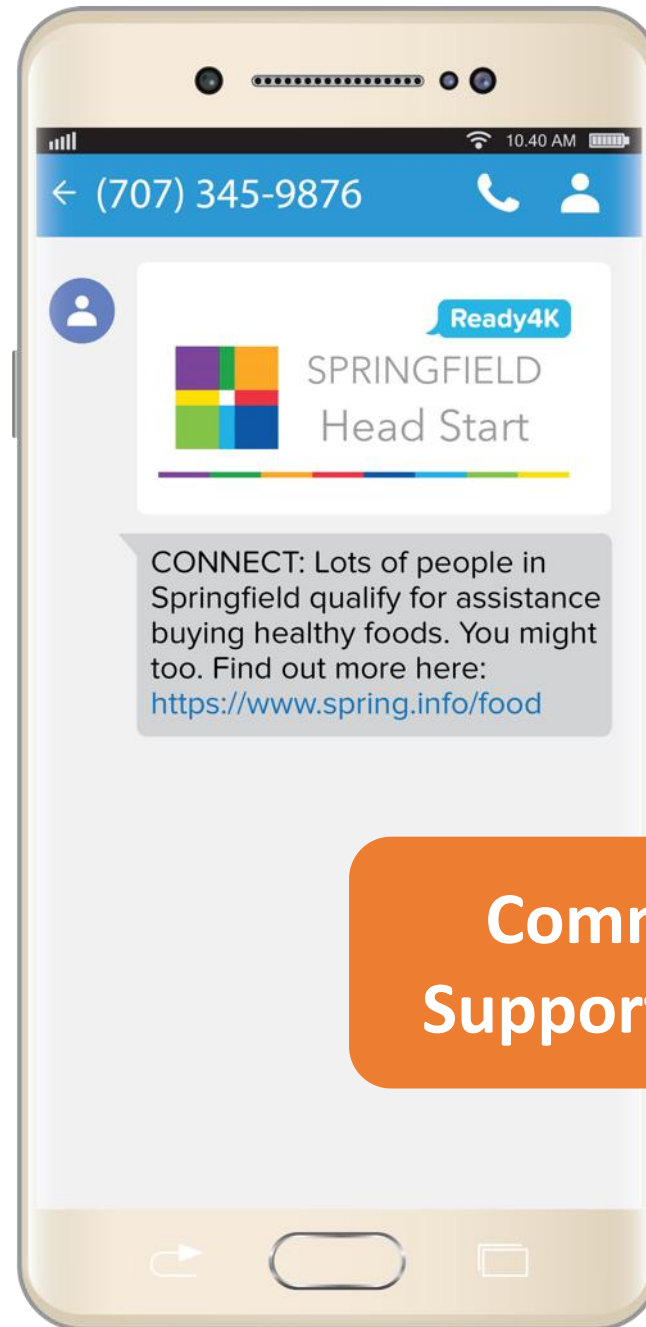 10.40 AM
← (707) 345-9876
Ready4K
SPRINGFIELD
Head Start
CONNECT: Lots of people in
Springfield qualify for assistance
buying healthy foods. You might
too. Find out more here:
https://www.spring.info/food